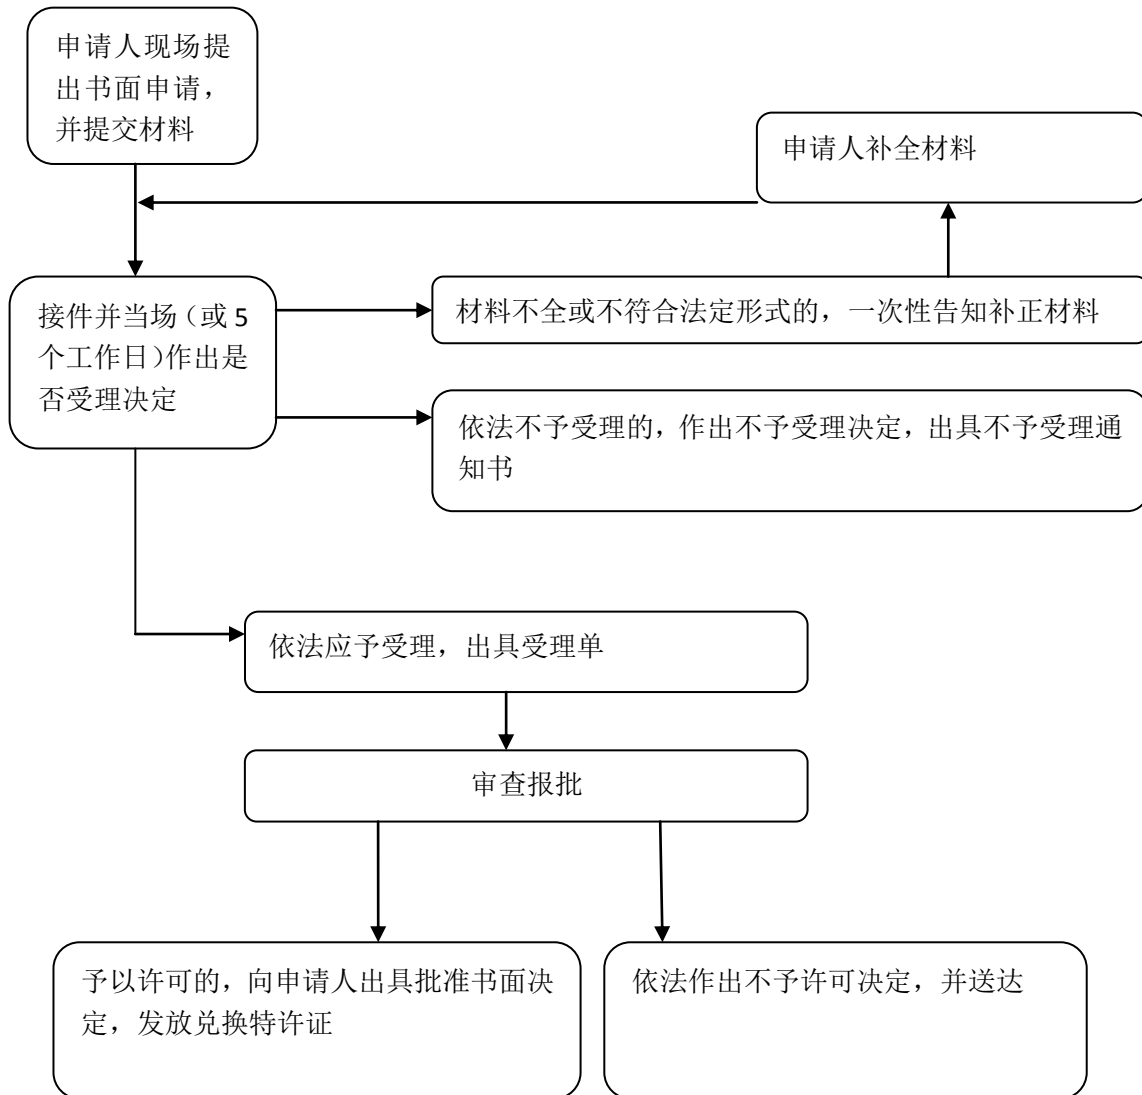 申请人现场提
出书面申请，
并提交材料
申请人补全材料
接件并当场（或5
个工作日）作出是
否受理决定
材料不全或不符合法定形式的，一次性告知补正材料
依法不予受理的，作出不予受理决定，出具不予受理通
知书
依法应予受理，出具受理单
审查报批
予以许可的，向申请人出具批准书面决
定，发放兑换特许证
依法作出不予许可决定，并送达